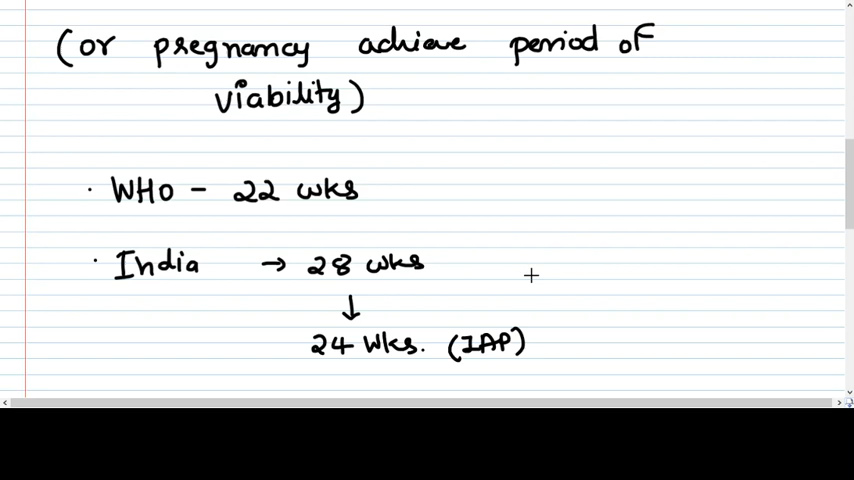 (or pregnancy achieve period of
viability)
· WHO - 22 wks
· India → 28 wks
↓
24 wks. (IAP)